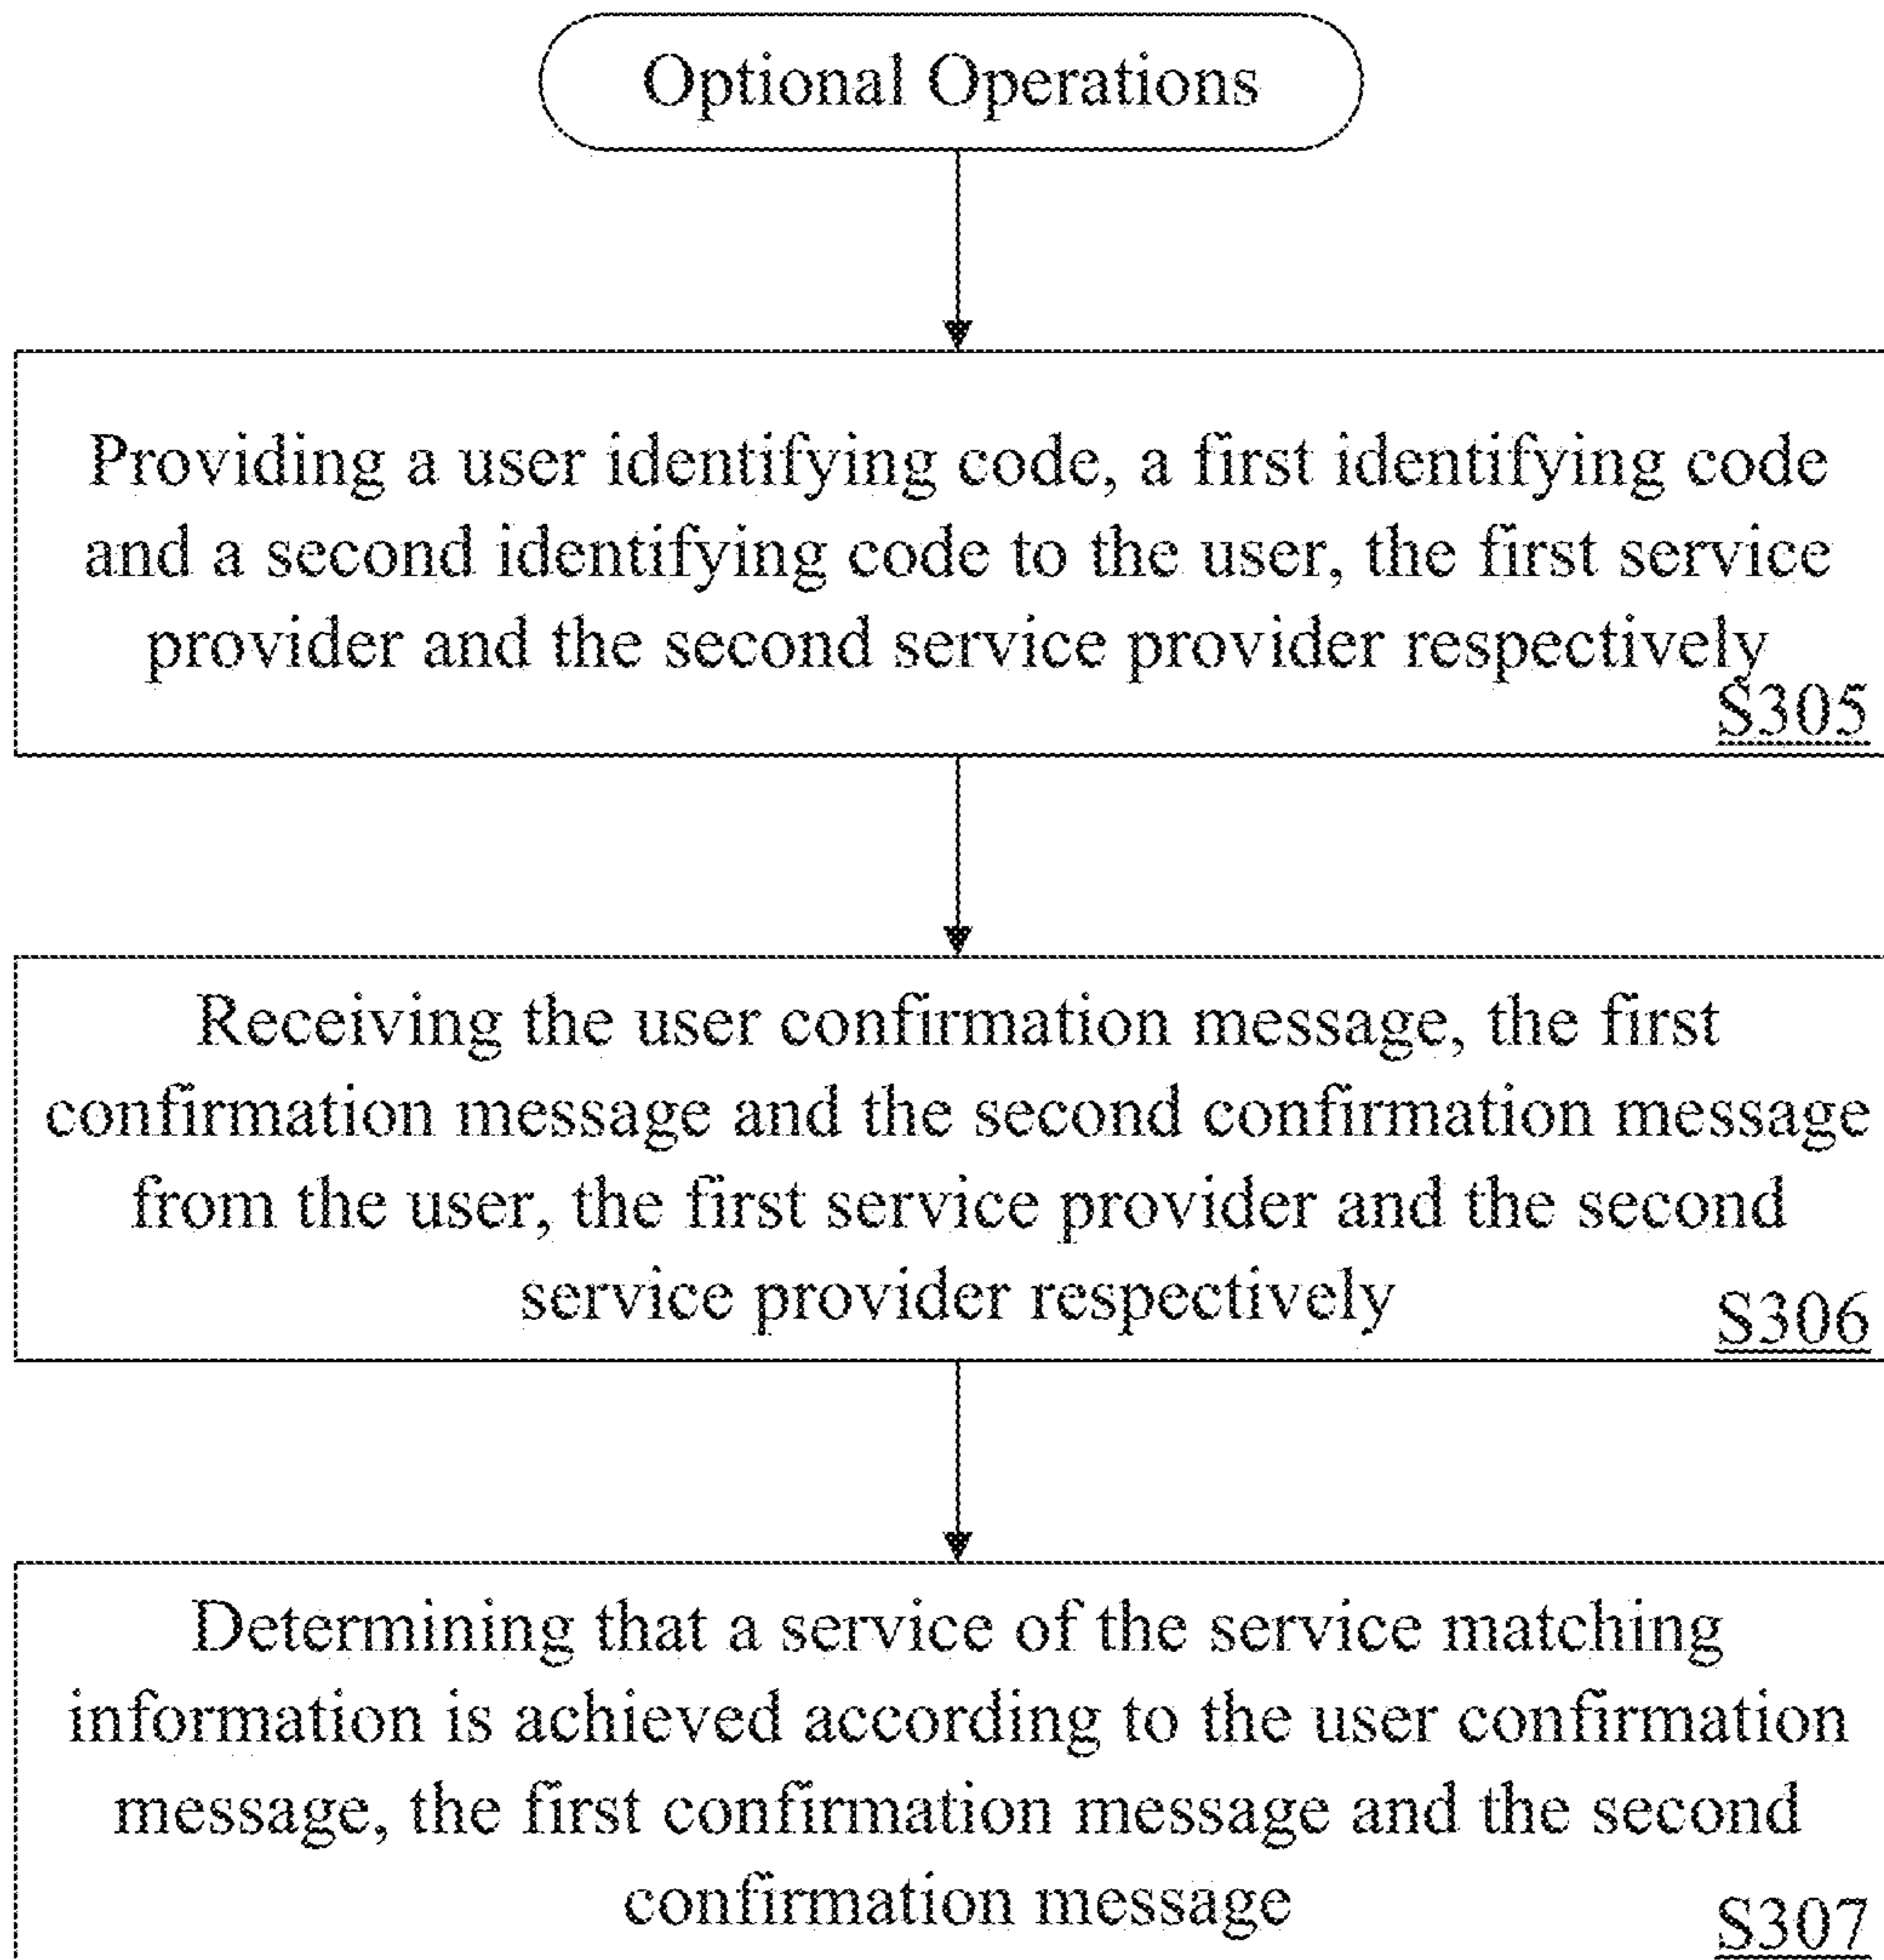 Optional Operations
Providing a user identifying code, a first identifying code
and a second identifying code to the user, the first service
provider and the second service provider respectively
S305
Receiving the user confirmation message, the first
confirmation message and the second confirmation message
from the user, the first service provider and the second
service provider respectively
S306
Determining that a service of the service matching
information is achieved according to the user confirmation
message, the first confirmation message and the second
confirmation message
S307